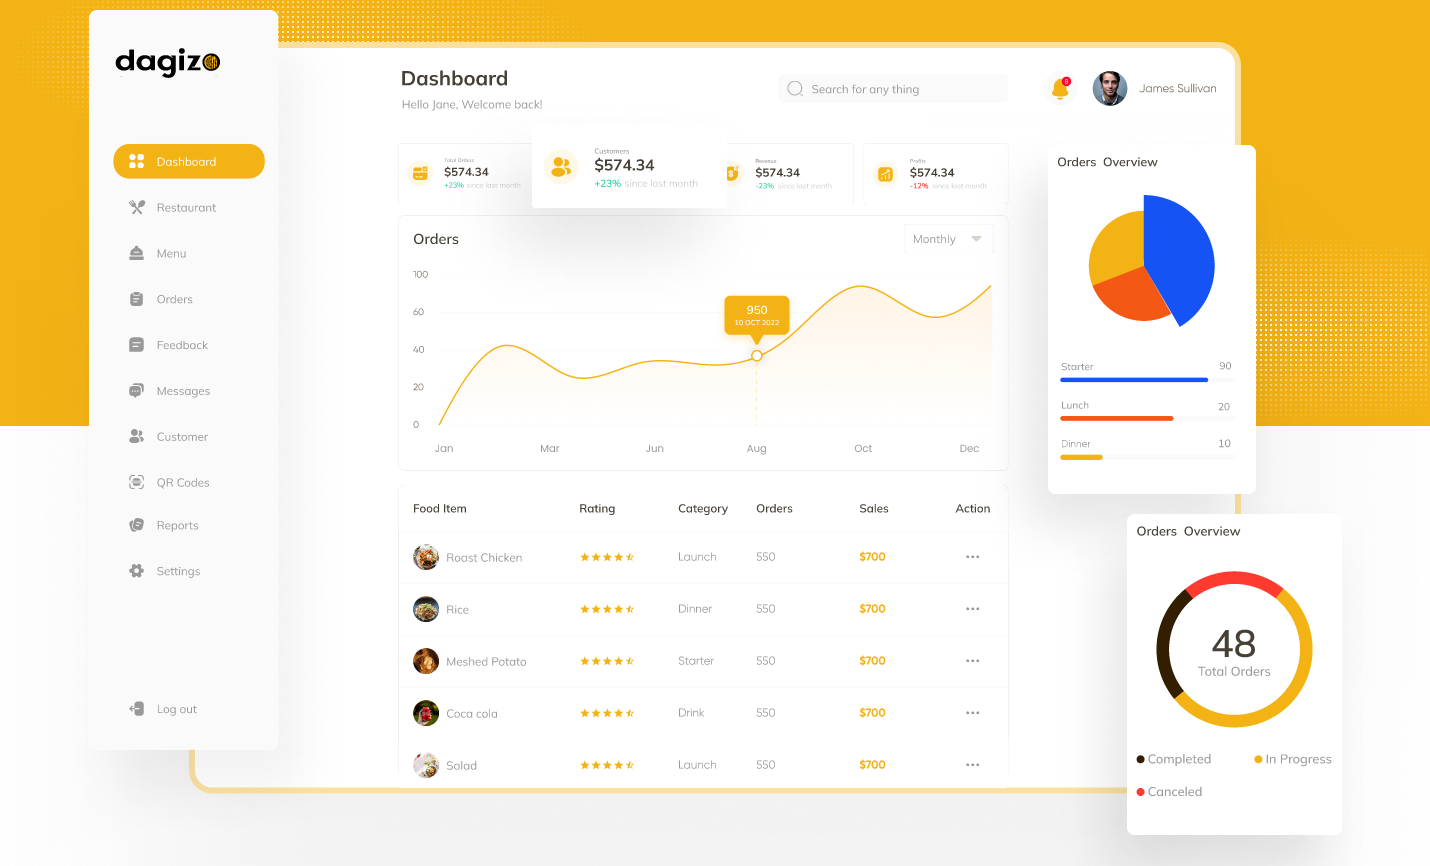 dagizo
Dashboard
Restaurant
Menu
Orders
Feedback
Messages
Customer
QR Codes
Reports
Settings
Log out
Dashboard
Hello Jane, Welcome back!
Search for any thing
James Sullivan
Total Orders
$574.34
+23% since last month
Customers
$574.34
+23% since last month
Revenue
$574.34
-23% since last month
Profits
$574.34
-12% since last month
Orders
Monthly
100
60
40
20
0
950
10 OCT 2022
Jan Mar Jun Aug Oct Dec
Food Item Rating Category Orders Sales Action
Roast Chicken Launch 550 $700
Rice Dinner 550 $700
Meshed Potato Starter 550 $700
Coca cola Drink 550 $700
Salad Launch 550 $700
Orders Overview
Starter 90
Lunch 20
Dinner 10
Orders Overview
48
Total Orders
Completed In Progress
Canceled